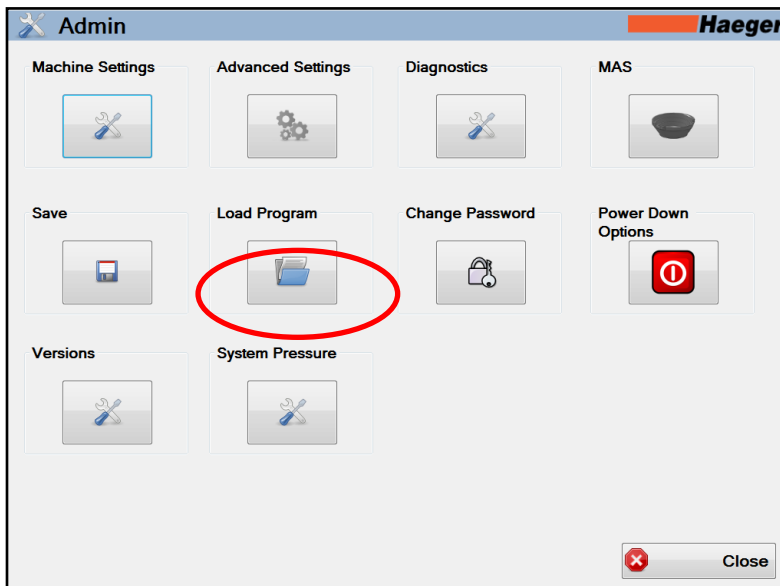 Admin
Haeger
Machine Settings
Advanced Settings
Diagnostics
MAS
Save
Load Program
Change Password
Power Down
Options
Versions
System Pressure
Close